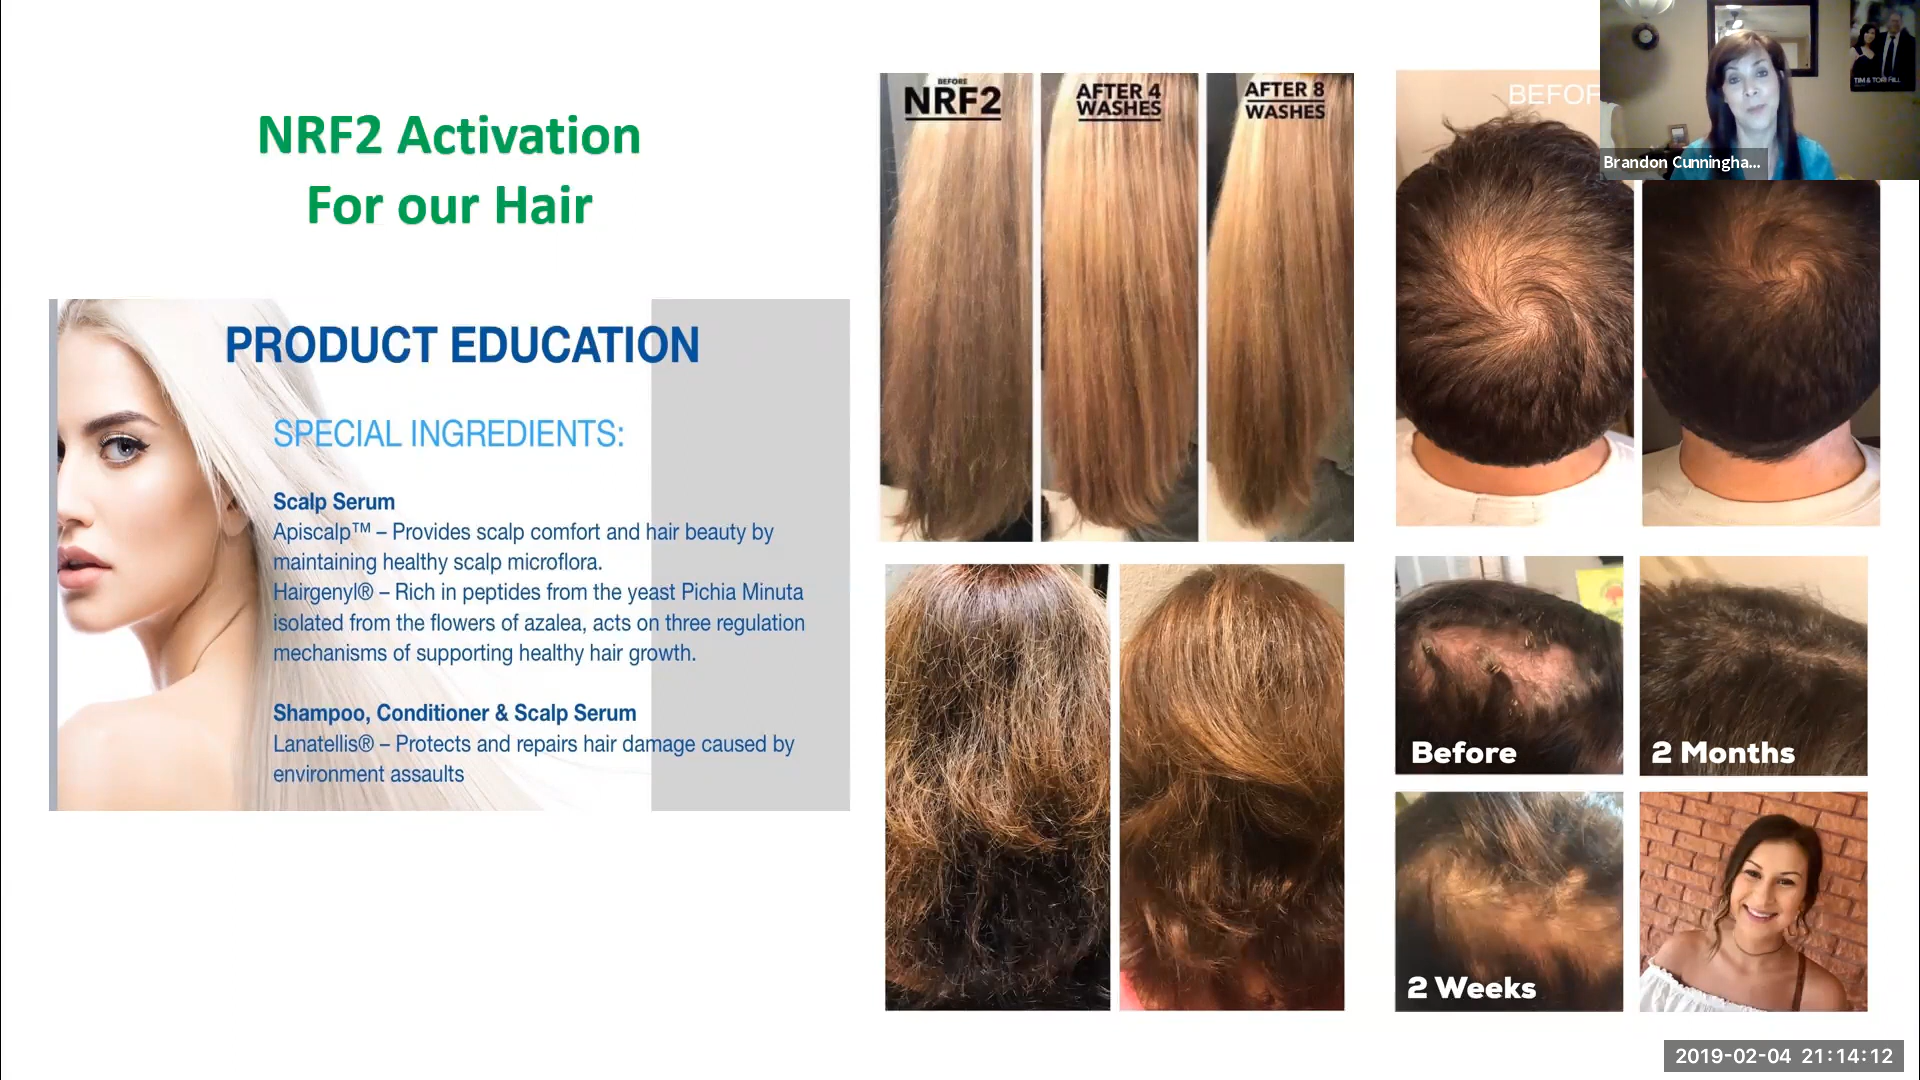 NRF2 Activation
For our Hair
PRODUCT EDUCATION
SPECIAL INGREDIENTS:
Scalp Serum
Apiscalp™ – Provides scalp comfort and hair beauty by
maintaining healthy scalp microflora.
Hairgenyl® – Rich in peptides from the yeast Pichia Minuta
isolated from the flowers of azalea, acts on three regulation
mechanisms of supporting healthy hair growth.
Shampoo, Conditioner & Scalp Serum
Lanatellis® – Protects and repairs hair damage caused by
environment assaults
BEFORE
NRF2
AFTER 4
WASHES
AFTER 8
WASHES
BEFOR
TIM & TORI FILL
Brandon Cunningha...
Before
2 Months
2 Weeks
2019-02-04 21:14:12